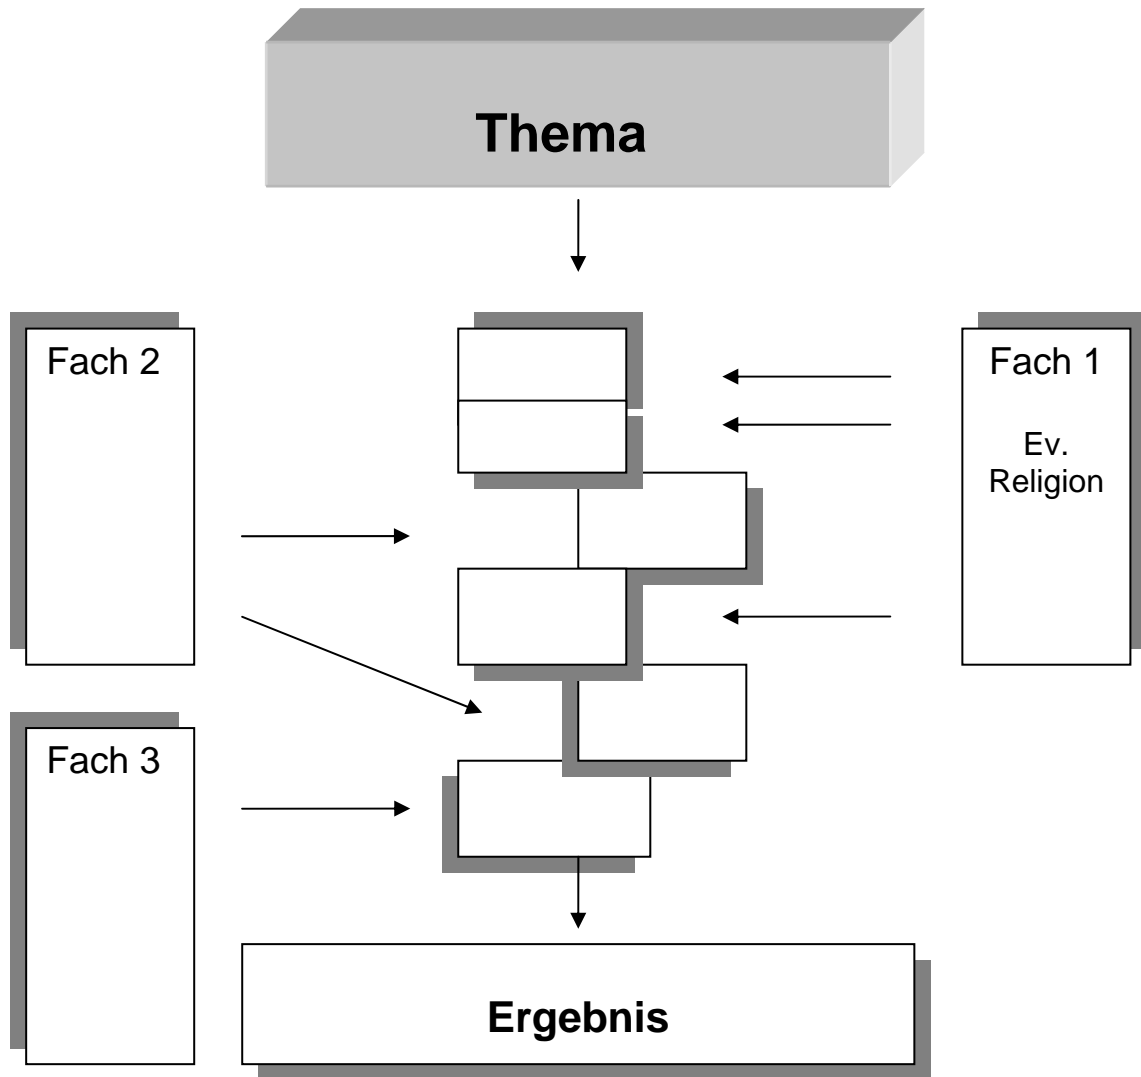 Thema
Fach 2
Fach 1
Ev.
Religion
Fach 3
Ergebnis